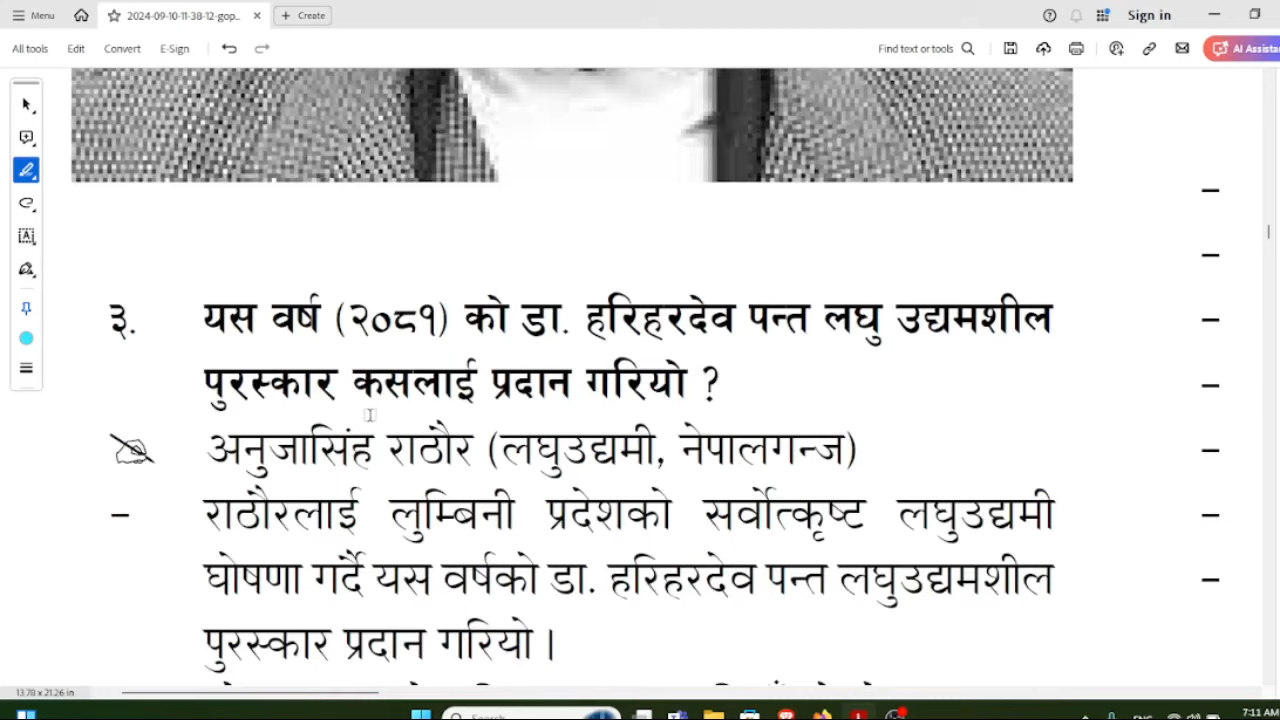 Menu
2024-09-10-11-38-12-gop...
Create
Sign in
All tools Edit Convert E-Sign
Find text or tools
AI Assista
३. यस वर्ष (२०८१) को डा. हरिहरदेव पन्त लघु उद्यमशील
पुरस्कार कसलाई प्रदान गरियो ?
अनुजासिंह राठौर (लघुउद्यमी, नेपालगन्ज)
– राठौरलाई लुम्बिनी प्रदेशको सर्वोत्कृष्ट लघुउद्यमी
घोषणा गर्दै यस वर्षको डा. हरिहरदेव पन्त लघुउद्यमशील
पुरस्कार प्रदान गरियो ।
13.78 x 21.26 in
Search
7:11 AM